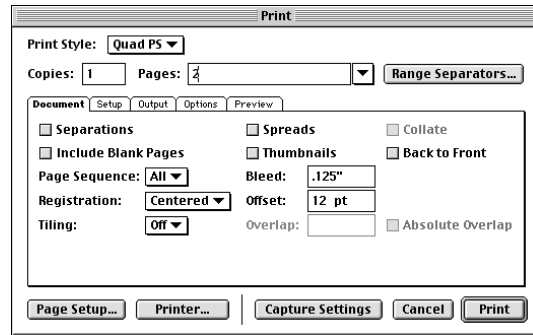 Print
Print Style: Quad PS
Copies: 1 Pages: 2 Range Separators...
Document Setup Output Options Preview
Separations Spreads Collate
Include Blank Pages Thumbnails Back to Front
Page Sequence: All Bleed: .125"
Registration: Centered Offset: 12 pt
Tiling: Off Overlap: Absolute Overlap
Page Setup... Printer... Capture Settings Cancel Print